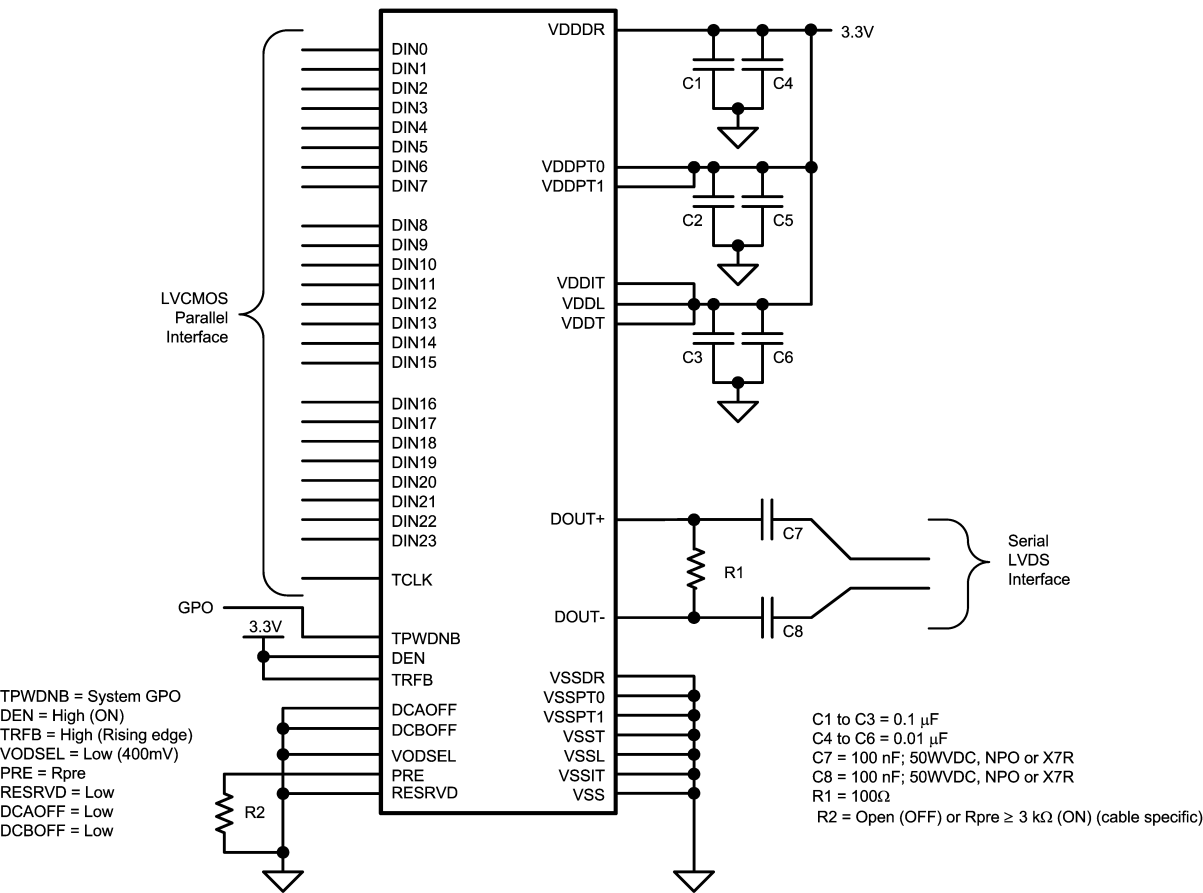 VDDDR
3.3V
DIN0
DIN1
DIN2
DIN3
DIN4
DIN5
DIN6
DIN7
C1
C4
VDDPT0
VDDPT1
C2
C5
DIN8
DIN9
DIN10
DIN11
DIN12
DIN13
DIN14
DIN15
LVCMOS
Parallel
Interface
VDDIT
VDDL
VDDT
C3
C6
DIN16
DIN17
DIN18
DIN19
DIN20
DIN21
DIN22
DIN23
TCLK
DOUT+
C7
R1
DOUT-
C8
Serial
LVDS
Interface
GPO
3.3V
TPWDNB
DEN
TRFB
DCAOFF
DCBOFF
VODSEL
PRE
RESRVD
R2
VSSDR
VSSPT0
VSSPT1
VSST
VSSL
VSSIT
VSS
TPWDNB = System GPO
DEN = High (ON)
TRFB = High (Rising edge)
VODSEL = Low (400mV)
PRE = Rpre
RESRVD = Low
DCAOFF = Low
DCBOFF = Low
C1 to C3 = 0.1 μF
C4 to C6 = 0.01 μF
C7 = 100 nF; 50WVDC, NPO or X7R
C8 = 100 nF; 50WVDC, NPO or X7R
R1 = 100Ω
R2 = Open (OFF) or Rpre ≥ 3 kΩ (ON) (cable specific)